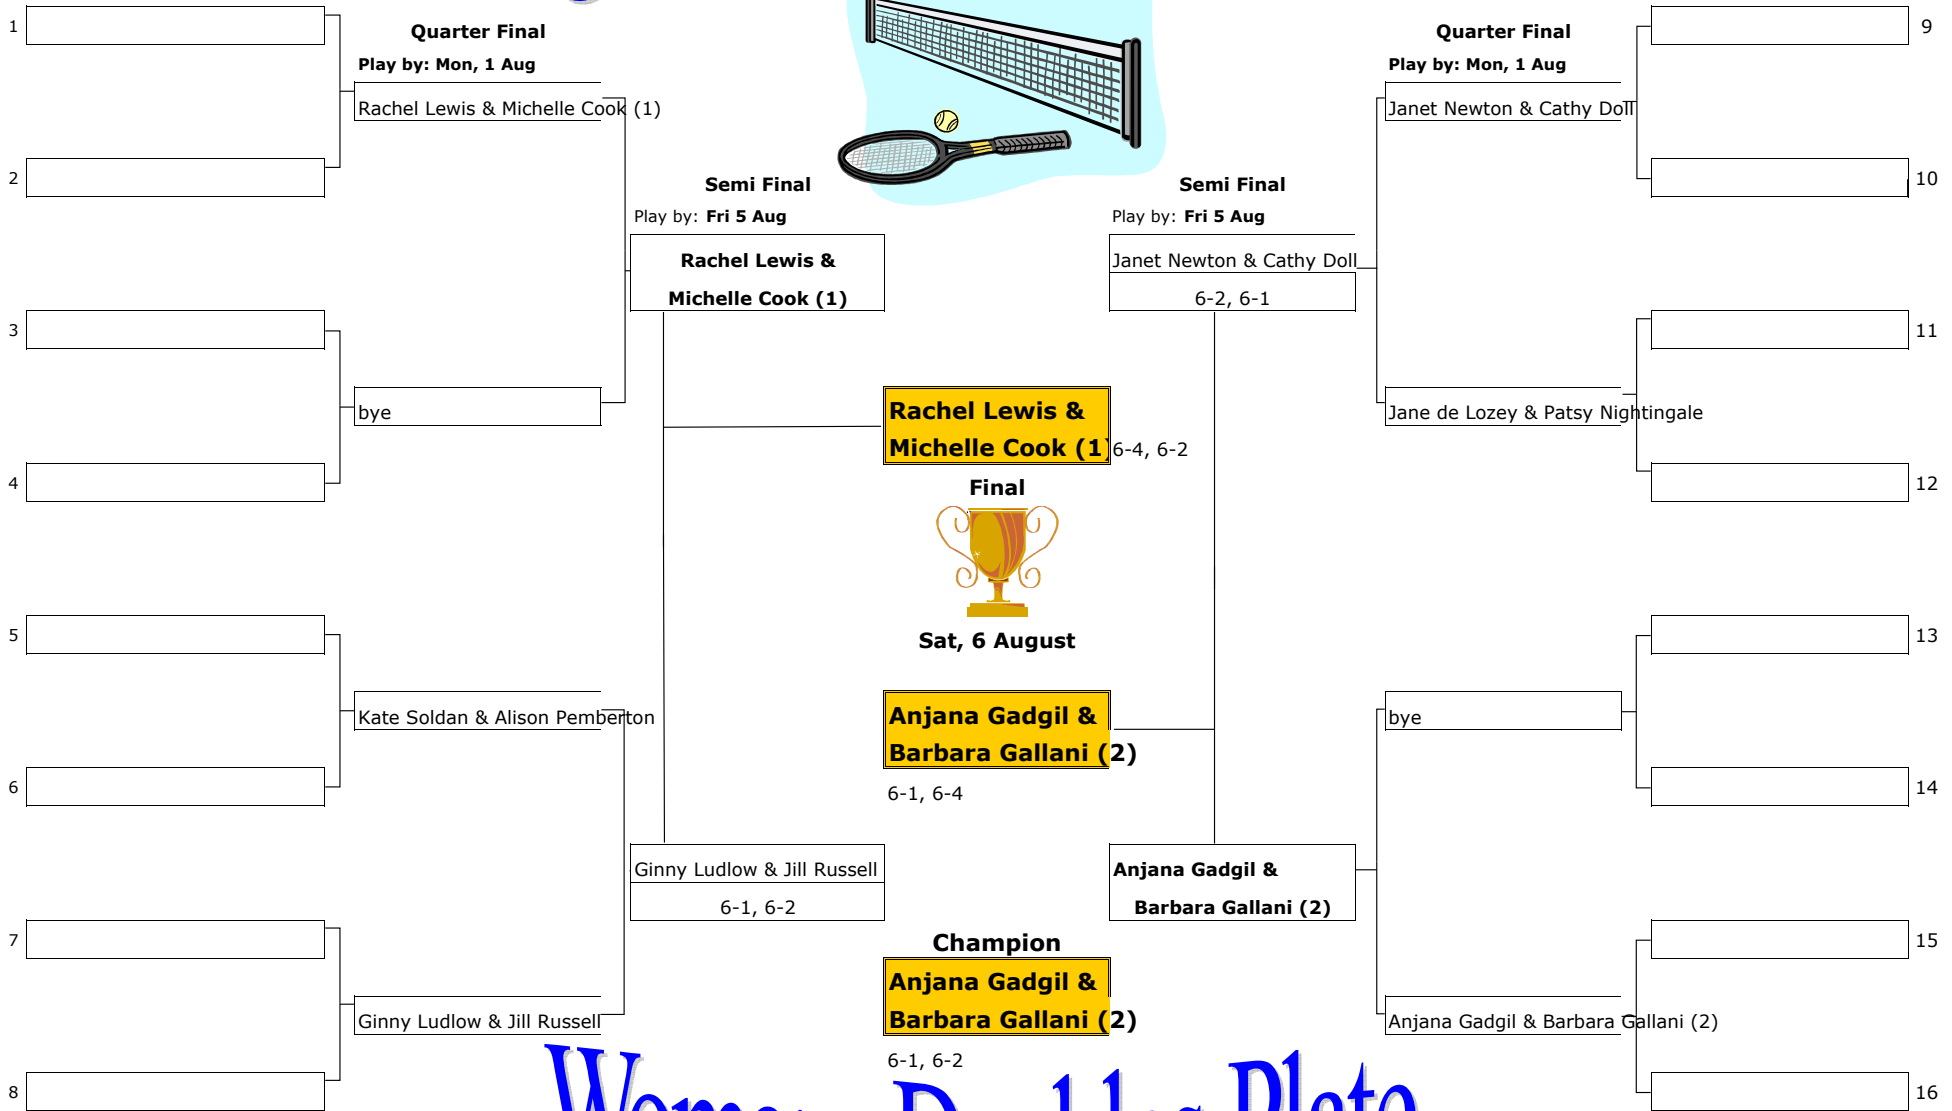 1
Quarter Final
Play by: Mon, 1 Aug
Rachel Lewis & Michelle Cook (1)
2
3
bye
4
5
Kate Soldan & Alison Pemberton
6
7
Ginny Ludlow & Jill Russell
8
Semi Final
Play by: Fri 5 Aug
Rachel Lewis &
Michelle Cook (1)
Ginny Ludlow & Jill Russell
6-1, 6-2
Rachel Lewis &
Michelle Cook (1) 6-4, 6-2
Final
Sat, 6 August
Anjana Gadgil &
Barbara Gallani (2)
6-1, 6-4
Champion
Anjana Gadgil &
Barbara Gallani (2)
6-1, 6-2
Semi Final
Play by: Fri 5 Aug
Janet Newton & Cathy Doll
6-2, 6-1
Anjana Gadgil &
Barbara Gallani (2)
Quarter Final
Play by: Mon, 1 Aug
Janet Newton & Cathy Doll
Jane de Lozey & Patsy Nightingale
bye
Anjana Gadgil & Barbara Gallani (2)
9
10
11
12
13
14
15
16
Womens Doubles Plate